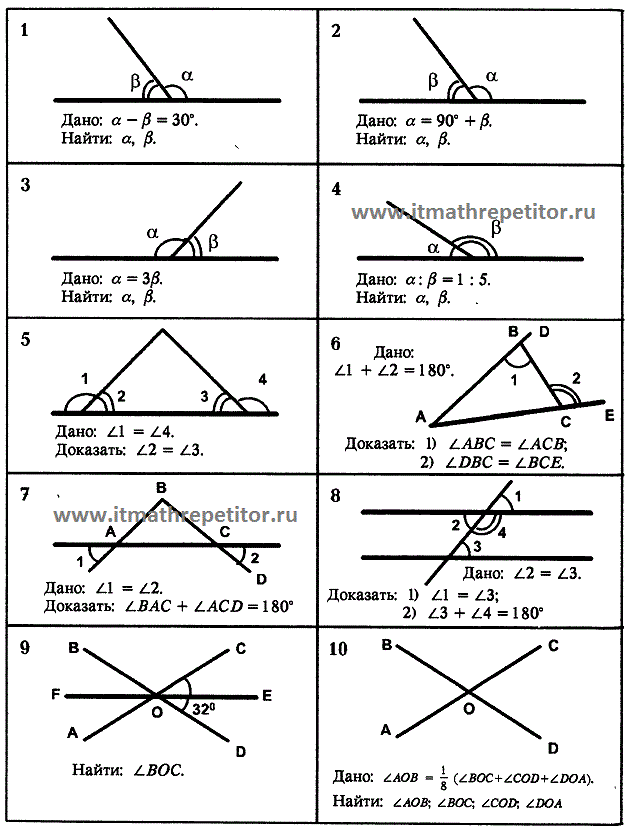 1
β α
Дано: α − β = 30°.
Найти: α, β.
2
β α
Дано: α = 90° + β.
Найти: α, β.
3
α β
Дано: α = 3β.
Найти: α, β.
4
www.itmathrepetitor.ru
α β
Дано: α : β = 1 : 5.
Найти: α, β.
5
1 2 3 4
Дано: ∠1 = ∠4.
Доказать: ∠2 = ∠3.
6
Дано:
∠1 + ∠2 = 180°.
B D
1 2
A C E
Доказать: 1) ∠ABC = ∠ACB;
2) ∠DBC = ∠BCE.
7
B
www.itmathrepetitor.ru
A C
1 2
D
Дано: ∠1 = ∠2.
Доказать: ∠BAC + ∠ACD = 180°
8
1
2 4
3
Дано: ∠2 = ∠3.
Доказать: 1) ∠1 = ∠3;
2) ∠3 + ∠4 = 180°
9
B C
F E
O 32⁰
A D
Найти: ∠BOC.
10
B C
O
A D
Дано: ∠AOB = 1/8 (∠BOC+∠COD+∠DOA).
Найти: ∠AOB; ∠BOC; ∠COD; ∠DOA